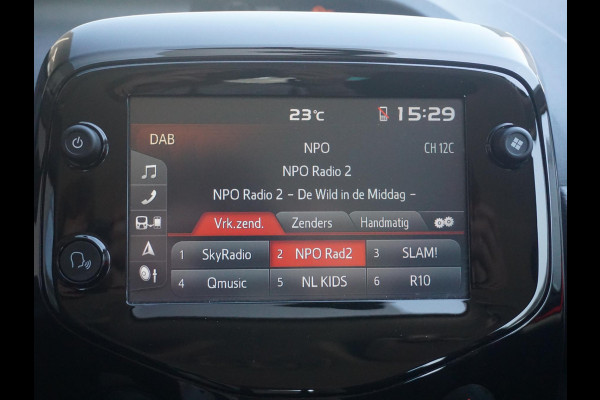 23°C 15:29
DAB
NPO CH 12C
NPO Radio 2
NPO Radio 2 - De Wild in de Middag -
Vrk.zend. Zenders Handmatig
1 SkyRadio 2 NPO Rad2 3 SLAM!
4 Qmusic 5 NL KIDS 6 R10